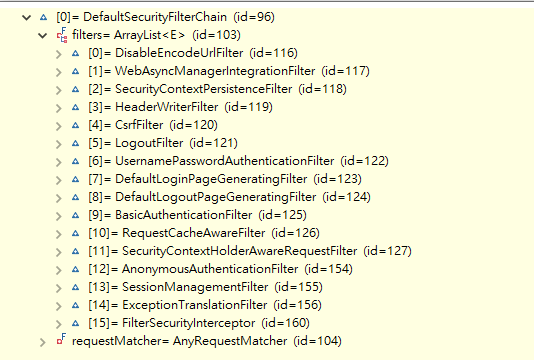 [0]= DefaultSecurityFilterChain (id=96)
F filters= ArrayList<E> (id=103)
[0]= DisableEncodeUrlFilter (id=116)
[1]= WebAsyncManagerIntegrationFilter (id=117)
[2]= SecurityContextPersistenceFilter (id=118)
[3]= HeaderWriterFilter (id=119)
[4]= CsrfFilter (id=120)
[5]= LogoutFilter (id=121)
[6]= UsernamePasswordAuthenticationFilter (id=122)
[7]= DefaultLoginPageGeneratingFilter (id=123)
[8]= DefaultLogoutPageGeneratingFilter (id=124)
[9]= BasicAuthenticationFilter (id=125)
[10]= RequestCacheAwareFilter (id=126)
[11]= SecurityContextHolderAwareRequestFilter (id=127)
[12]= AnonymousAuthenticationFilter (id=154)
[13]= SessionManagementFilter (id=155)
[14]= ExceptionTranslationFilter (id=156)
[15]= FilterSecurityInterceptor (id=160)
F requestMatcher= AnyRequestMatcher (id=104)